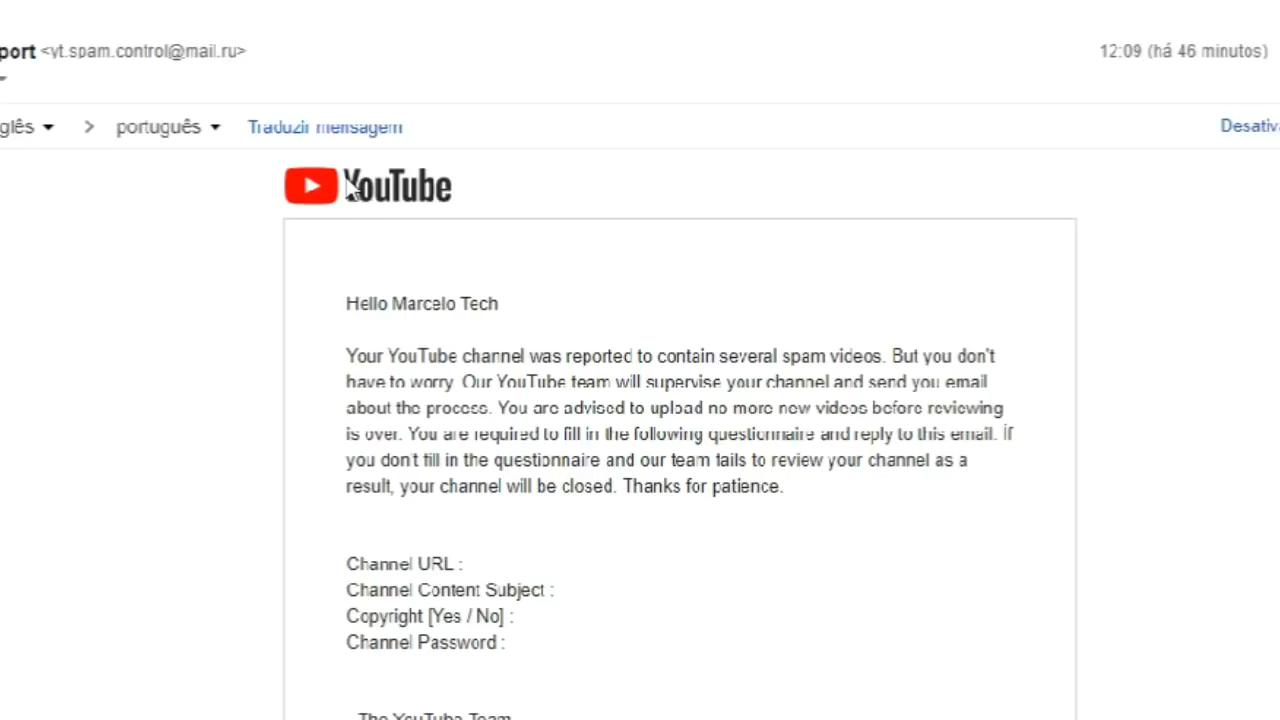 port <yt.spam.control@mail.ru>
12:09 (há 46 minutos)
glês > português Traduzir mensagem
Desativa
YouTube
Hello Marcelo Tech
Your YouTube channel was reported to contain several spam videos. But you don't
have to worry. Our YouTube team will supervise your channel and send you email
about the process. You are advised to upload no more new videos before reviewing
is over. You are required to fill in the following questionnaire and reply to this email. If
you don't fill in the questionnaire and our team fails to review your channel as a
result, your channel will be closed. Thanks for patience.
Channel URL :
Channel Content Subject :
Copyright [Yes / No] :
Channel Password :
The YouTube Team